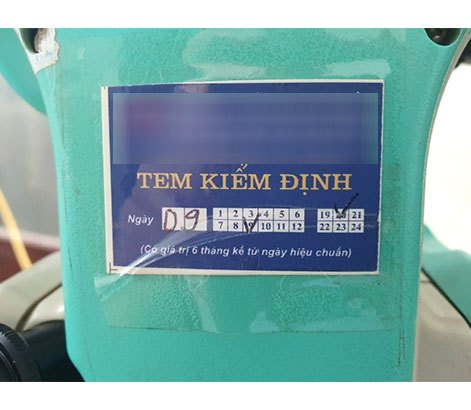 TEM KIỂM ĐỊNH
Ngày 09 1 2 3 4 5 6 19 20 21
7 8 9 10 11 12 22 23 24
(Có giá trị 6 tháng kể từ ngày hiệu chuẩn)